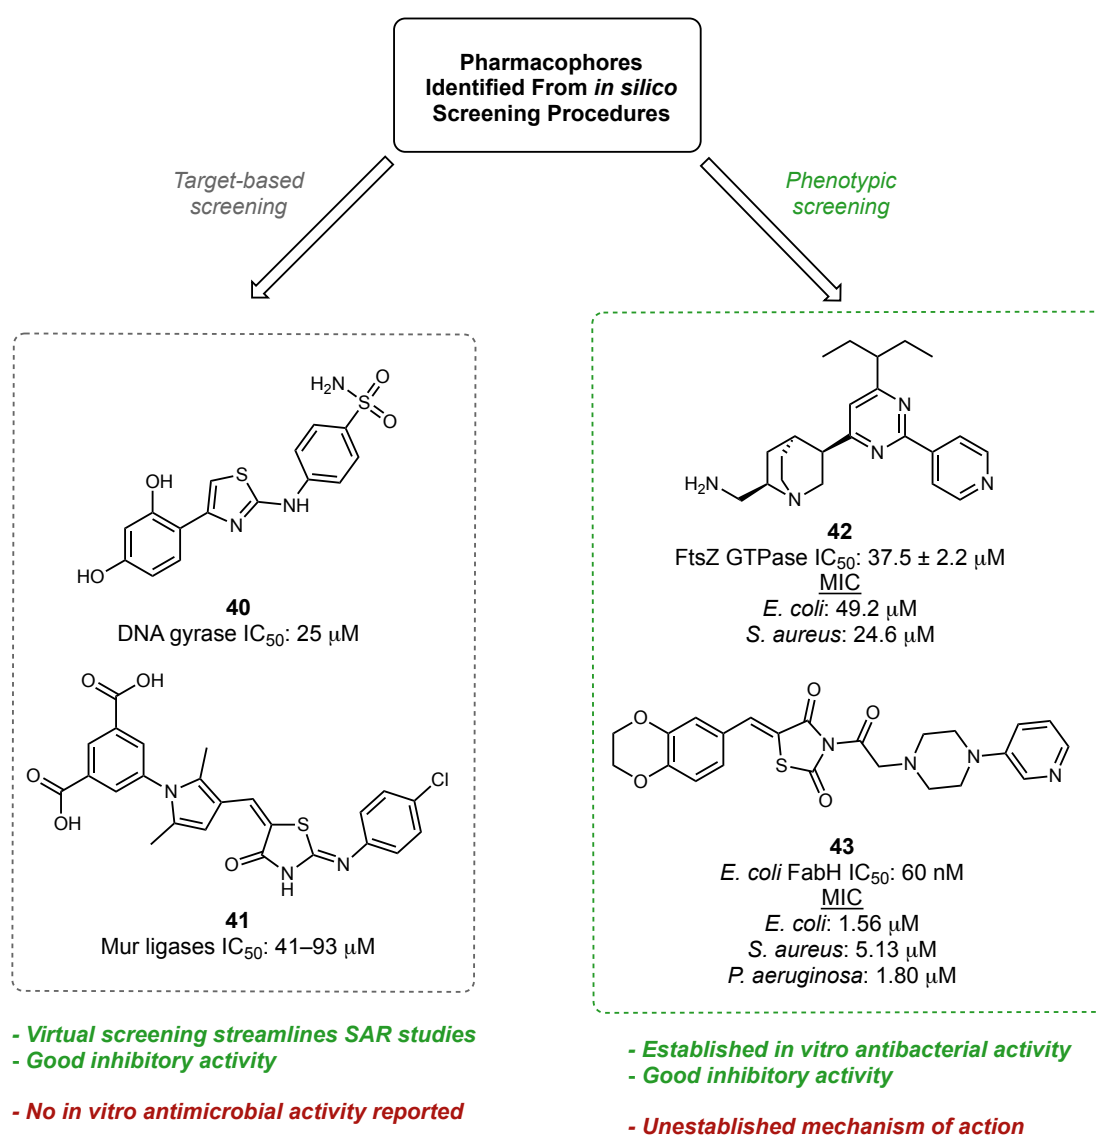 Pharmacophores
Identified From in silico
Screening Procedures
Target-based
screening
Phenotypic
screening
H₂N
O
S
O
OH
S
N
NH
HO
40
DNA gyrase IC₅₀: 25 μM
O
OH
O
OH
N
Cl
S
O
N
H
N
41
Mur ligases IC₅₀: 41–93 μM
- Virtual screening streamlines SAR studies
- Good inhibitory activity
- No in vitro antimicrobial activity reported
N
N
H₂N
N
N
42
FtsZ GTPase IC₅₀: 37.5 ± 2.2 μM
MIC
E. coli: 49.2 μM
S. aureus: 24.6 μM
O
O
O
O
N
S
O
N
N
N
43
E. coli FabH IC₅₀: 60 nM
MIC
E. coli: 1.56 μM
S. aureus: 5.13 μM
P. aeruginosa: 1.80 μM
- Established in vitro antibacterial activity
- Good inhibitory activity
- Unestablished mechanism of action